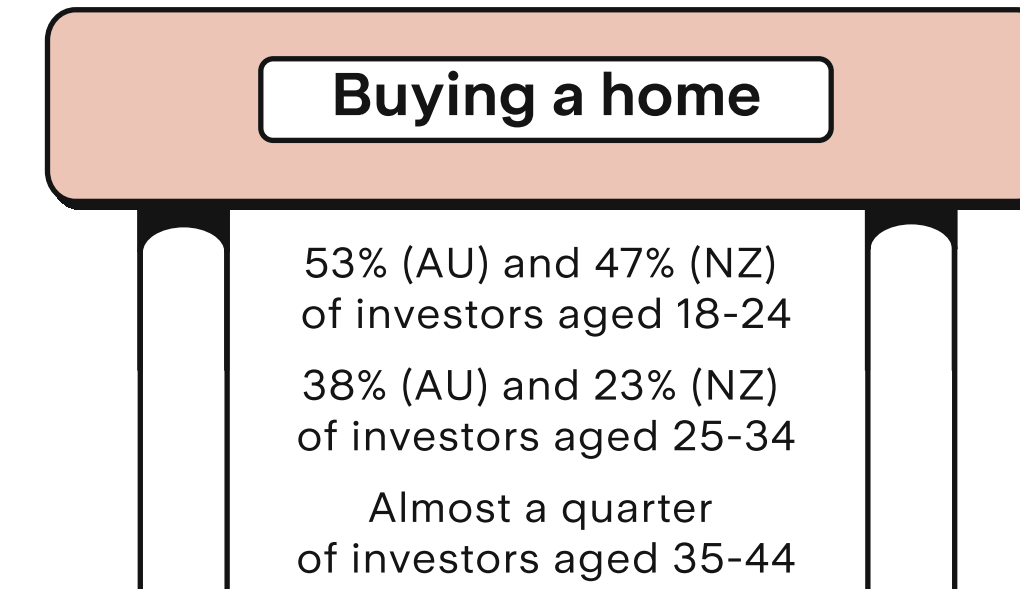 Buying a home
53% (AU) and 47% (NZ)
of investors aged 18-24
38% (AU) and 23% (NZ)
of investors aged 25-34
Almost a quarter
of investors aged 35-44